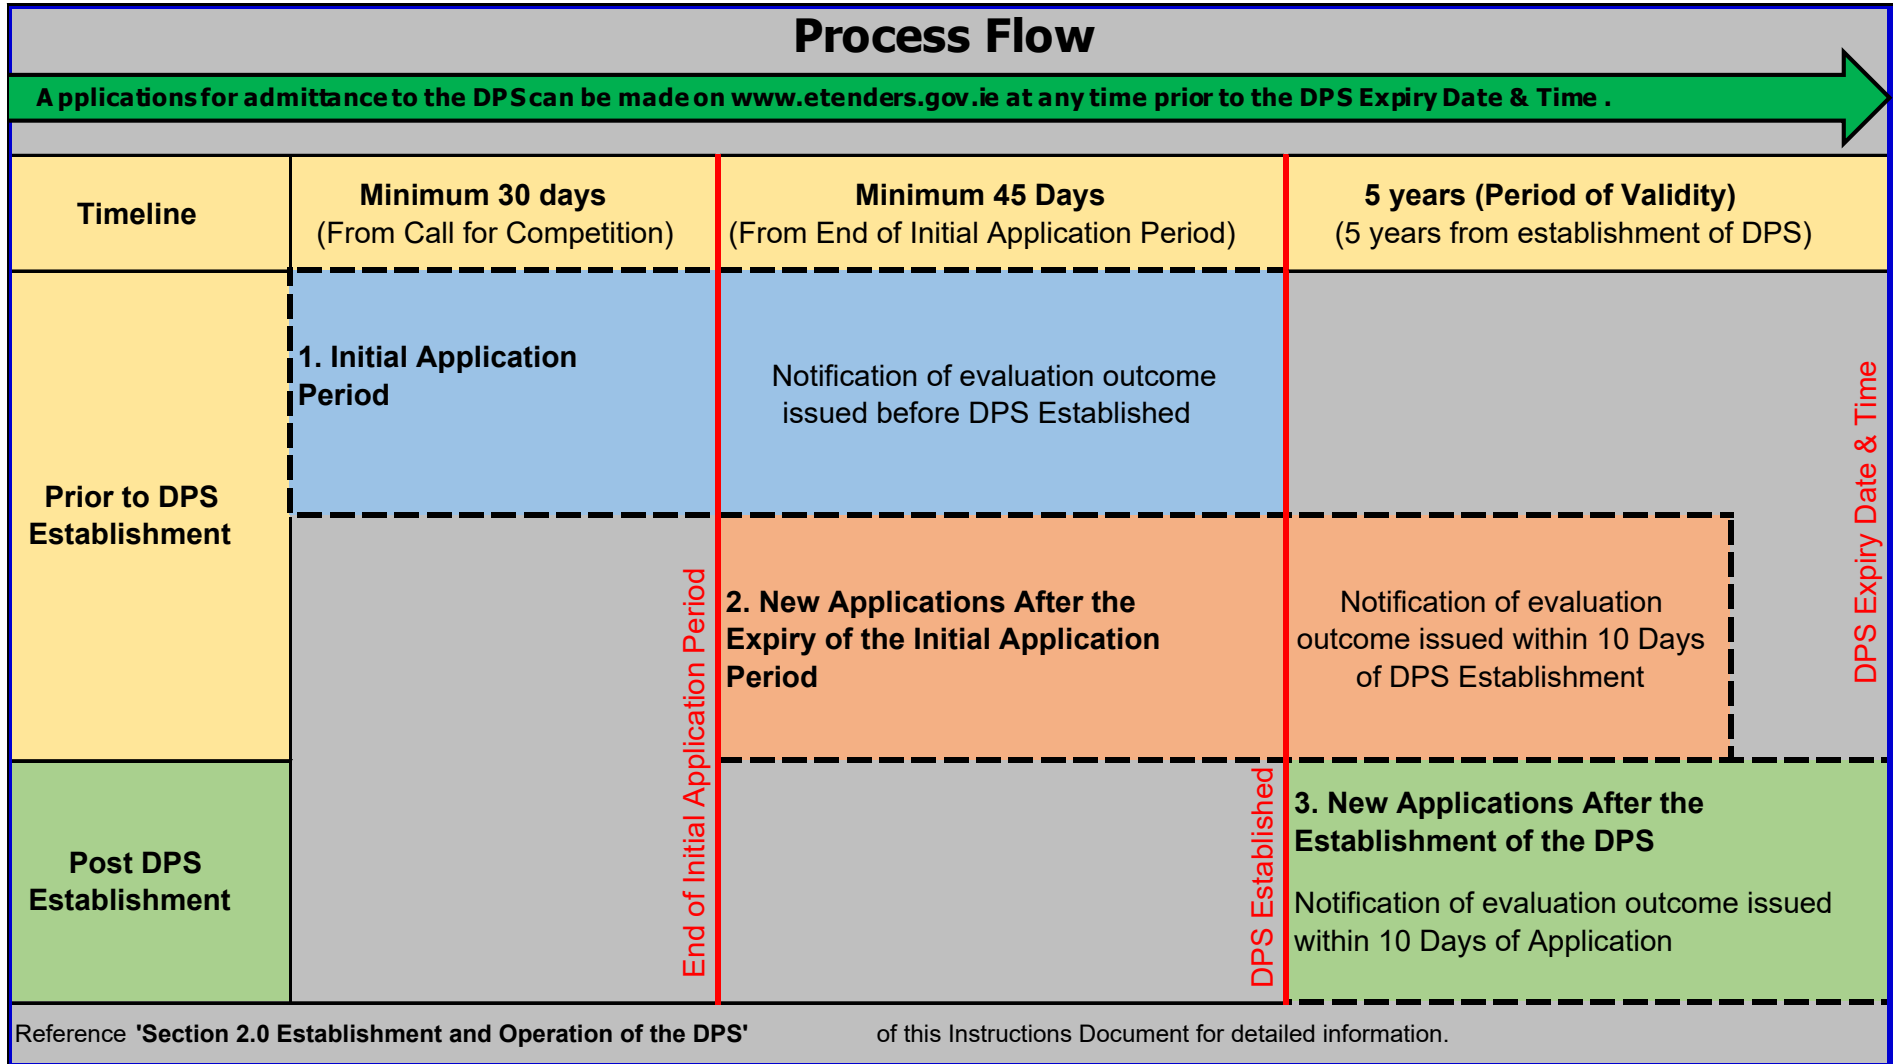 Process Flow
Applications for admittance to the DPS can be made on www.etenders.gov.ie at any time prior to the DPS Expiry Date & Time .
Timeline
Minimum 30 days
(From Call for Competition)
Minimum 45 Days
(From End of Initial Application Period)
5 years (Period of Validity)
(5 years from establishment of DPS)
Prior to DPS
Establishment
1. Initial Application
Period
Notification of evaluation outcome
issued before DPS Established
DPS Expiry Date & Time
End of Initial Application Period
2. New Applications After the
Expiry of the Initial Application
Period
Notification of evaluation
outcome issued within 10 Days
of DPS Establishment
Post DPS
Establishment
DPS Established
3. New Applications After the
Establishment of the DPS
Notification of evaluation outcome issued
within 10 Days of Application
Reference 'Section 2.0 Establishment and Operation of the DPS' of this Instructions Document for detailed information.